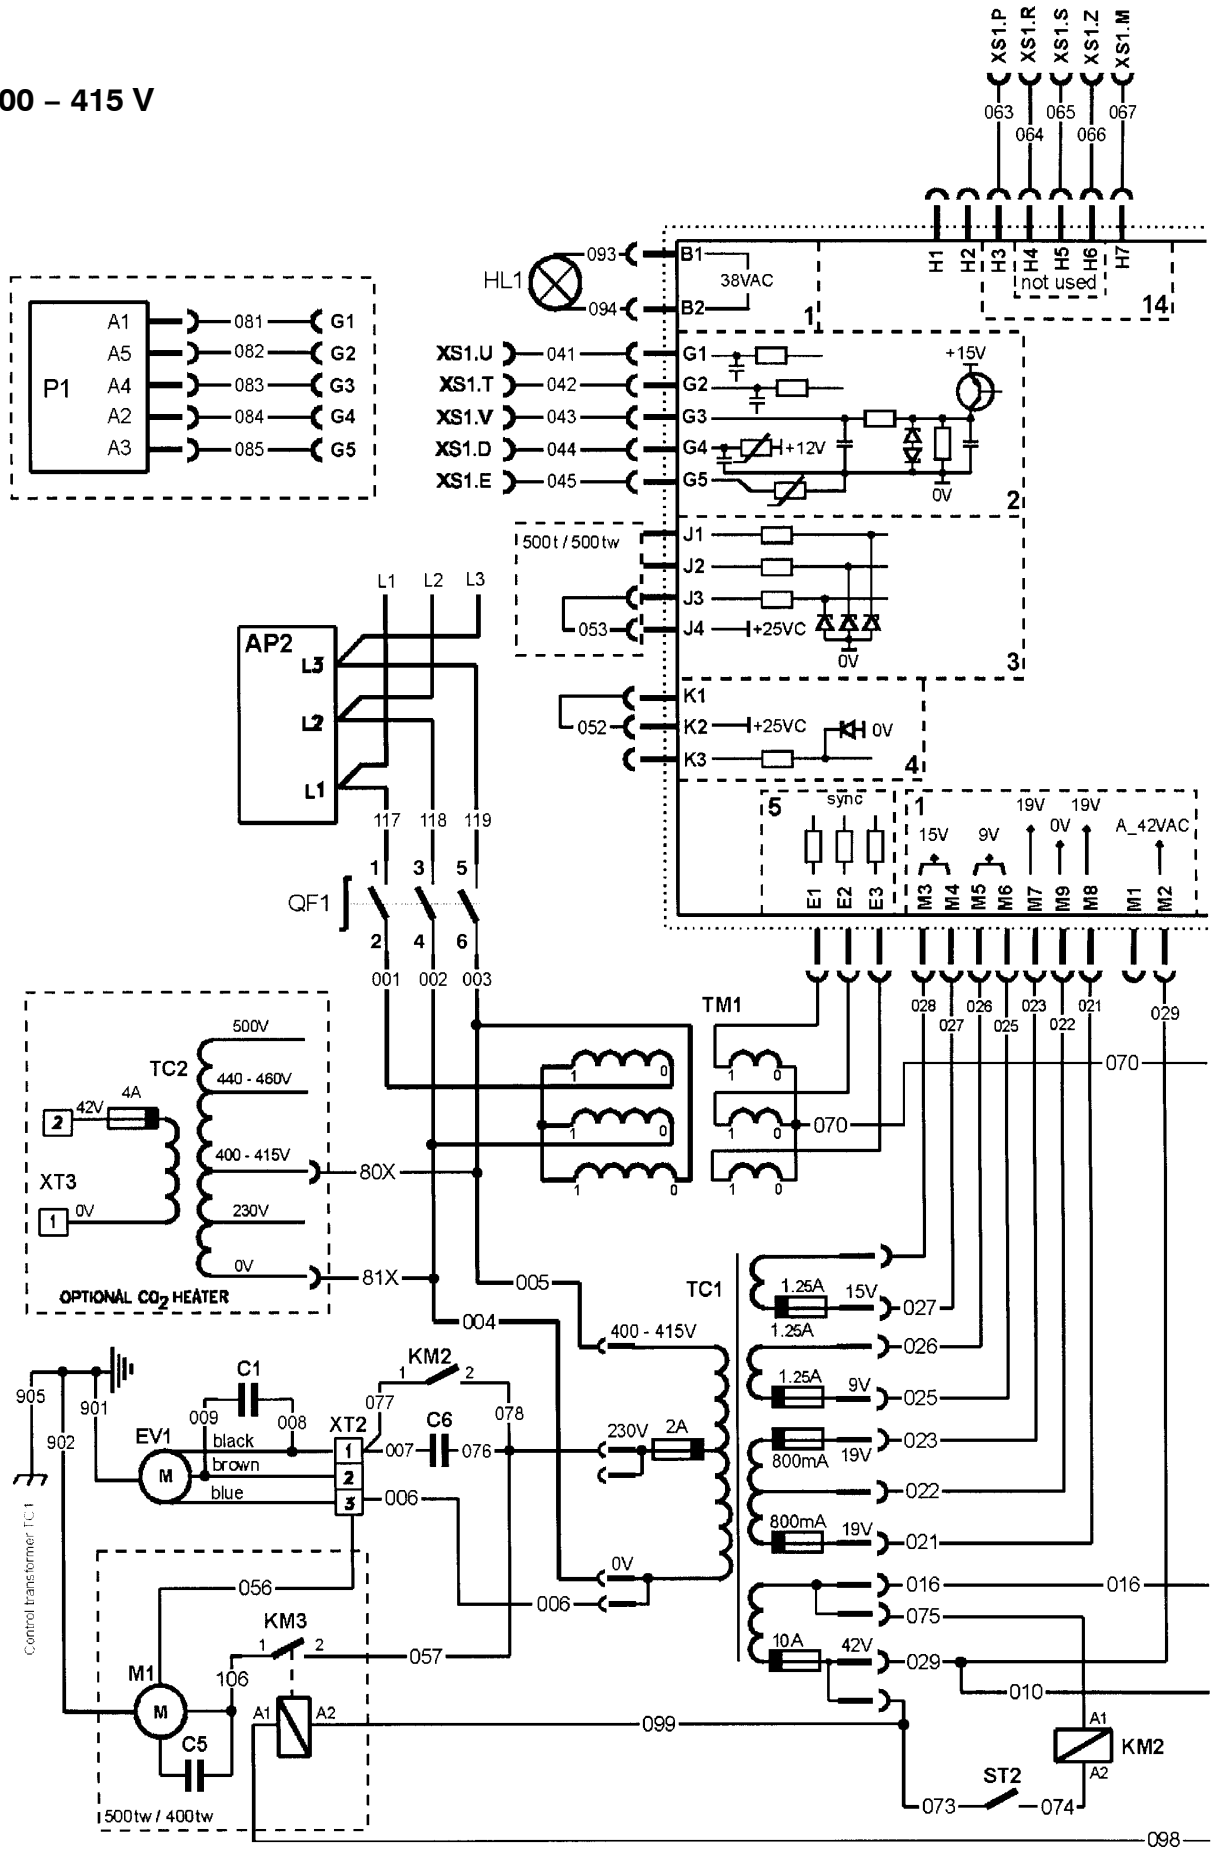 XS1.P XS1.R XS1.S XS1.Z XS1.M
00 – 415 V
063 065 067
064 066
H1 H2 H3 H4 H5 H6 H7
not used
14
HL1
093 B1
38VAC
094 B2
1
P1
A1 081 G1
A5 082 G2
A4 083 G3
A2 084 G4
A3 085 G5
XS1.U 041 G1
XS1.T 042 G2
XS1.V 043 G3
XS1.D 044 G4
XS1.E 045 G5
+15V
+12V
0V
2
500t / 500tw
J1
J2
J3
053 J4 +25VC
0V
3
K1
052 K2 +25VC 0V
K3
4
L1 L2 L3
AP2
L3
L2
L1
117 118 119
1 3 5
QF1
2 4 6
001 002 003
5 sync
E1 E2 E3
1
15V 9V 19V 0V 19V A_42VAC
M3 M4 M5 M6 M7 M9 M8 M1 M2
028 026 023 021
027 025 022 029
TM1
070
1 0 1 0
1 0 1 0
070
1 0 1 0
TC2
500V
440 - 460V
400 - 415V 80X
230V
0V 81X
2 42V 4A
XT3
1 0V
OPTIONAL CO2 HEATER
005
004
TC1
400 - 415V
230V 2A
0V
006
1.25A 15V 027
1.25A
026
1.25A 9V 025
023
800mA 19V
022
800mA 19V 021
016 016
075
10A 42V 029
010
905 901 902
Control transformer TC1
C1
009 008
EV1
M
black
brown
blue
XT2
1
2
3
KM2
1 2
077 078
C6
007 076
006
056
KM3
1 2
057
106
M1
M
C5
A1 A2
099
500tw / 400tw
A1
KM2
A2
ST2
073 074
098